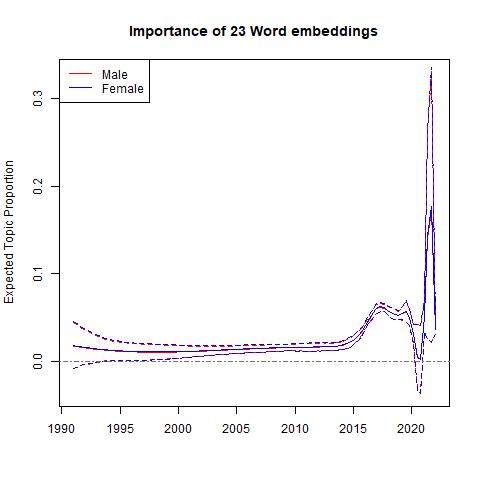 Importance of 23 Word embeddings
Male
Female
Expected Topic Proportion
0.3
0.2
0.1
0.0
1990 1995 2000 2005 2010 2015 2020